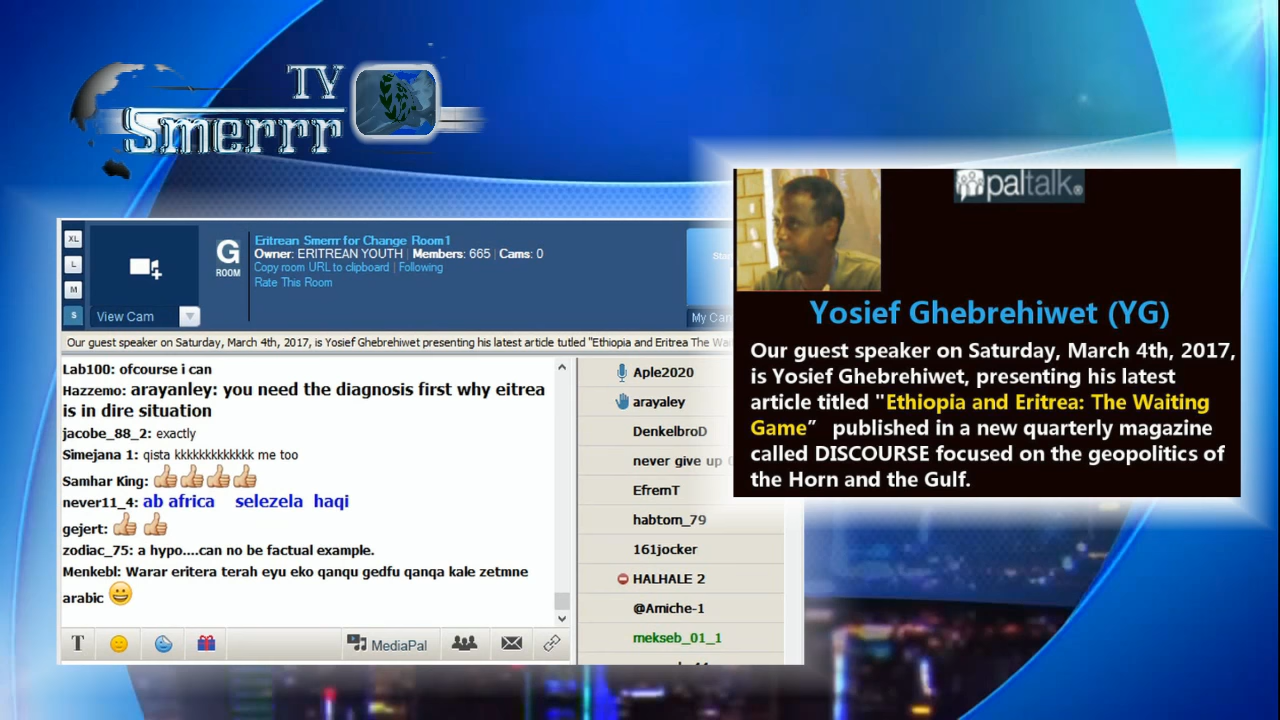 TV
Smerrr
XL
L
M
S
View Cam
G
ROOM
Eritrean Smerrr for Change Room1
Owner: ERITREAN YOUTH | Members: 665 | Cams: 0
Copy room URL to clipboard | Following
Rate This Room
My Cam
Our guest speaker on Saturday, March 4th, 2017, is Yosief Ghebrehiwet presenting his latest article tutled "Ethiopia and Eritrea The
Lab100: ofcourse i can
Hazzemo: arayanley: you need the diagnosis first why eitrea
is in dire situation
jacobe_88_2: exactly
Simejana 1: qista kkkkkkkkkkkkk me too
Samhar King:
never11_4: ab africa selezela haqi
gejert:
zodiac_75: a hypo....can no be factual example.
Menkebl: Warar eritera terah eyu eko qanqu gedfu qanqa kale zetmne
arabic
T
MediaPal
Aple2020
arayaley
DenkelbroD
never give up
EfremT
habtom_79
161jocker
HALHALE 2
@Amiche-1
mekseb_01_1
paltalk®
Yosief Ghebrehiwet (YG)
Our guest speaker on Saturday, March 4th, 2017,
is Yosief Ghebrehiwet, presenting his latest
article titled "Ethiopia and Eritrea: The Waiting
Game” published in a new quarterly magazine
called DISCOURSE focused on the geopolitics of
the Horn and the Gulf.